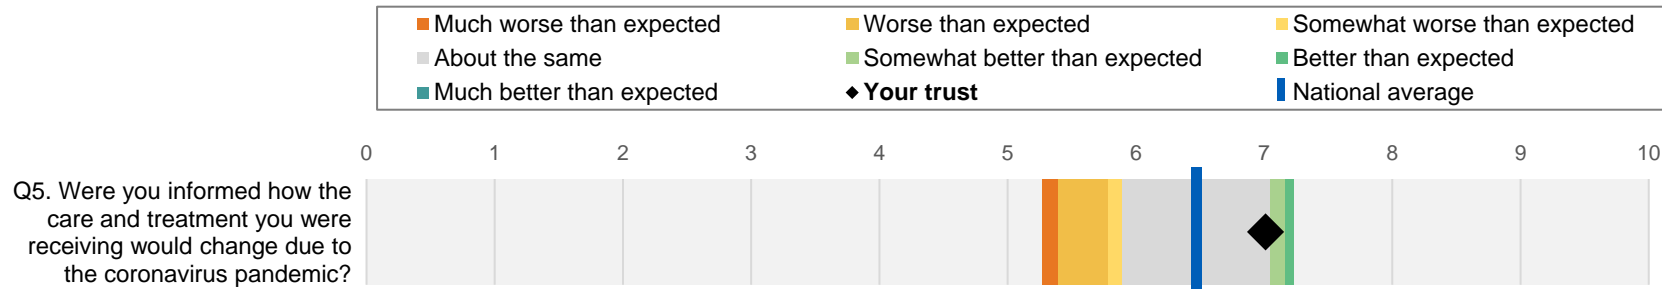 Much worse than expected
Worse than expected
Somewhat worse than expected
About the same
Somewhat better than expected
Better than expected
Much better than expected
Your trust
National average
0 1 2 3 4 5 6 7 8 9 10
Q5. Were you informed how the
care and treatment you were
receiving would change due to
the coronavirus pandemic?